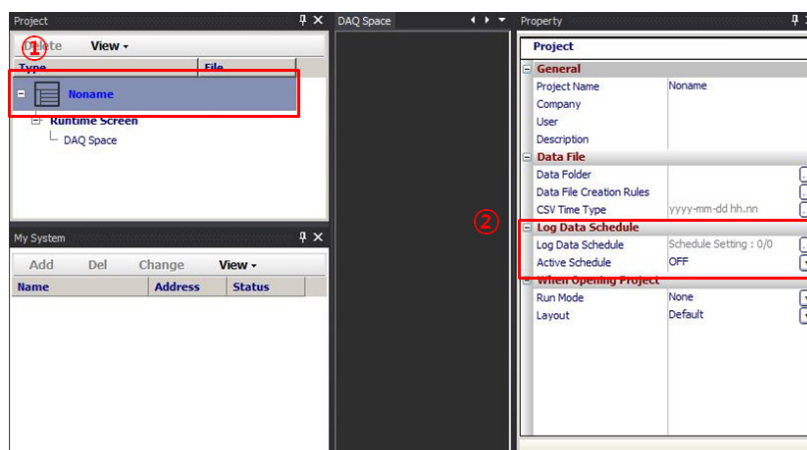 Project
Delete View
①
Type File
Noname
Runtime Screen
DAQ Space
My System
Add Del Change View
Name Address Status
DAQ Space
Property
Project
General
Project Name Noname
Company
User
Description
Data File
Data Folder
Data File Creation Rules
CSV Time Type yyyy-mm-dd hh.nn
②
Log Data Schedule
Log Data Schedule Schedule Setting : 0/0
Active Schedule OFF
When Opening Project
Run Mode None
Layout Default